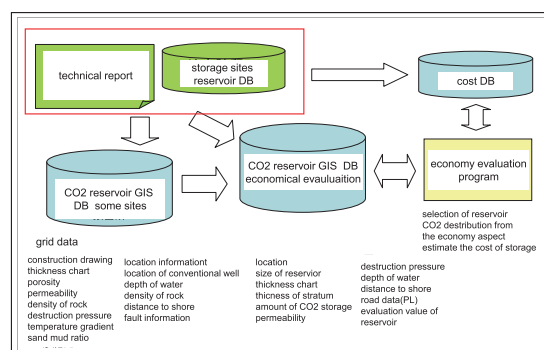 technical report
storage sites
reservoir DB
cost DB
CO2 reservoir GIS
DB some sites
CO2 reservoir GIS DB
economical evauluaition
economy evaluation
program
selection of reservoir
CO2 destribution from
the economy aspect
estimate the cost of storage
grid data
construction drawing
thickness chart
porosity
permeability
density of rock
destruction pressure
temperature gradient
sand mud ratio
location informationt
location of conventional well
depth of water
density of rock
distance to shore
fault information
location
size of reservior
thickness chart
thicness of stratum
amount of CO2 storage
permeability
destruction pressure
depth of water
distance to shore
road data(PL)
evaluation value of
reservoir